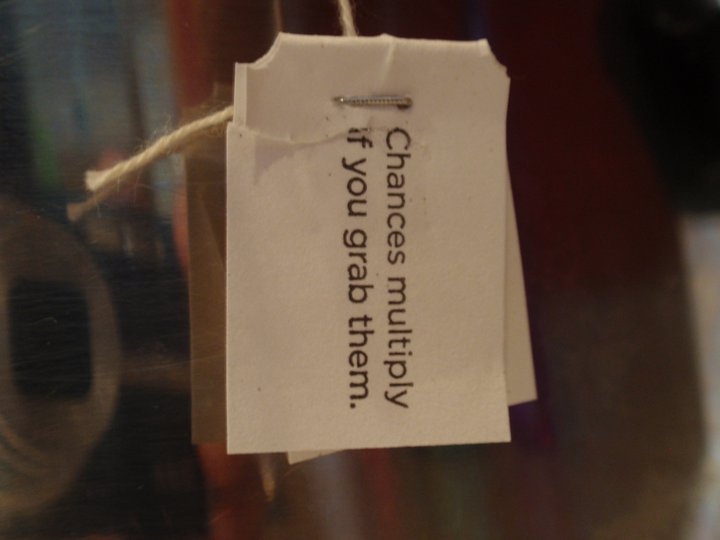 Chances multiply
if you grab them.